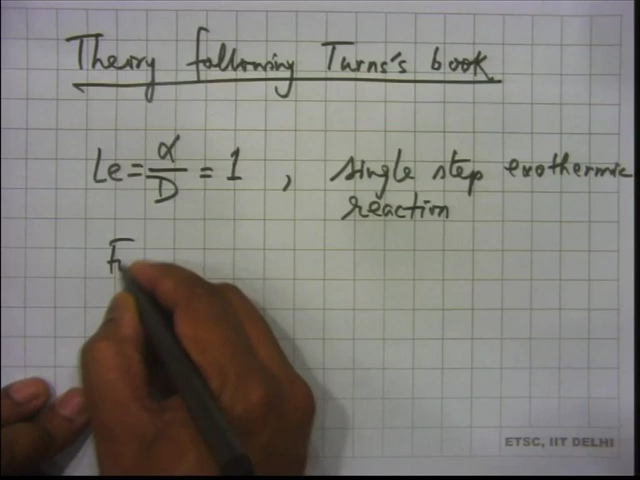 Theory following Turns's book
Le = α/D = 1 , single step exothermic
reaction
F
ETSC, IIT DELHI